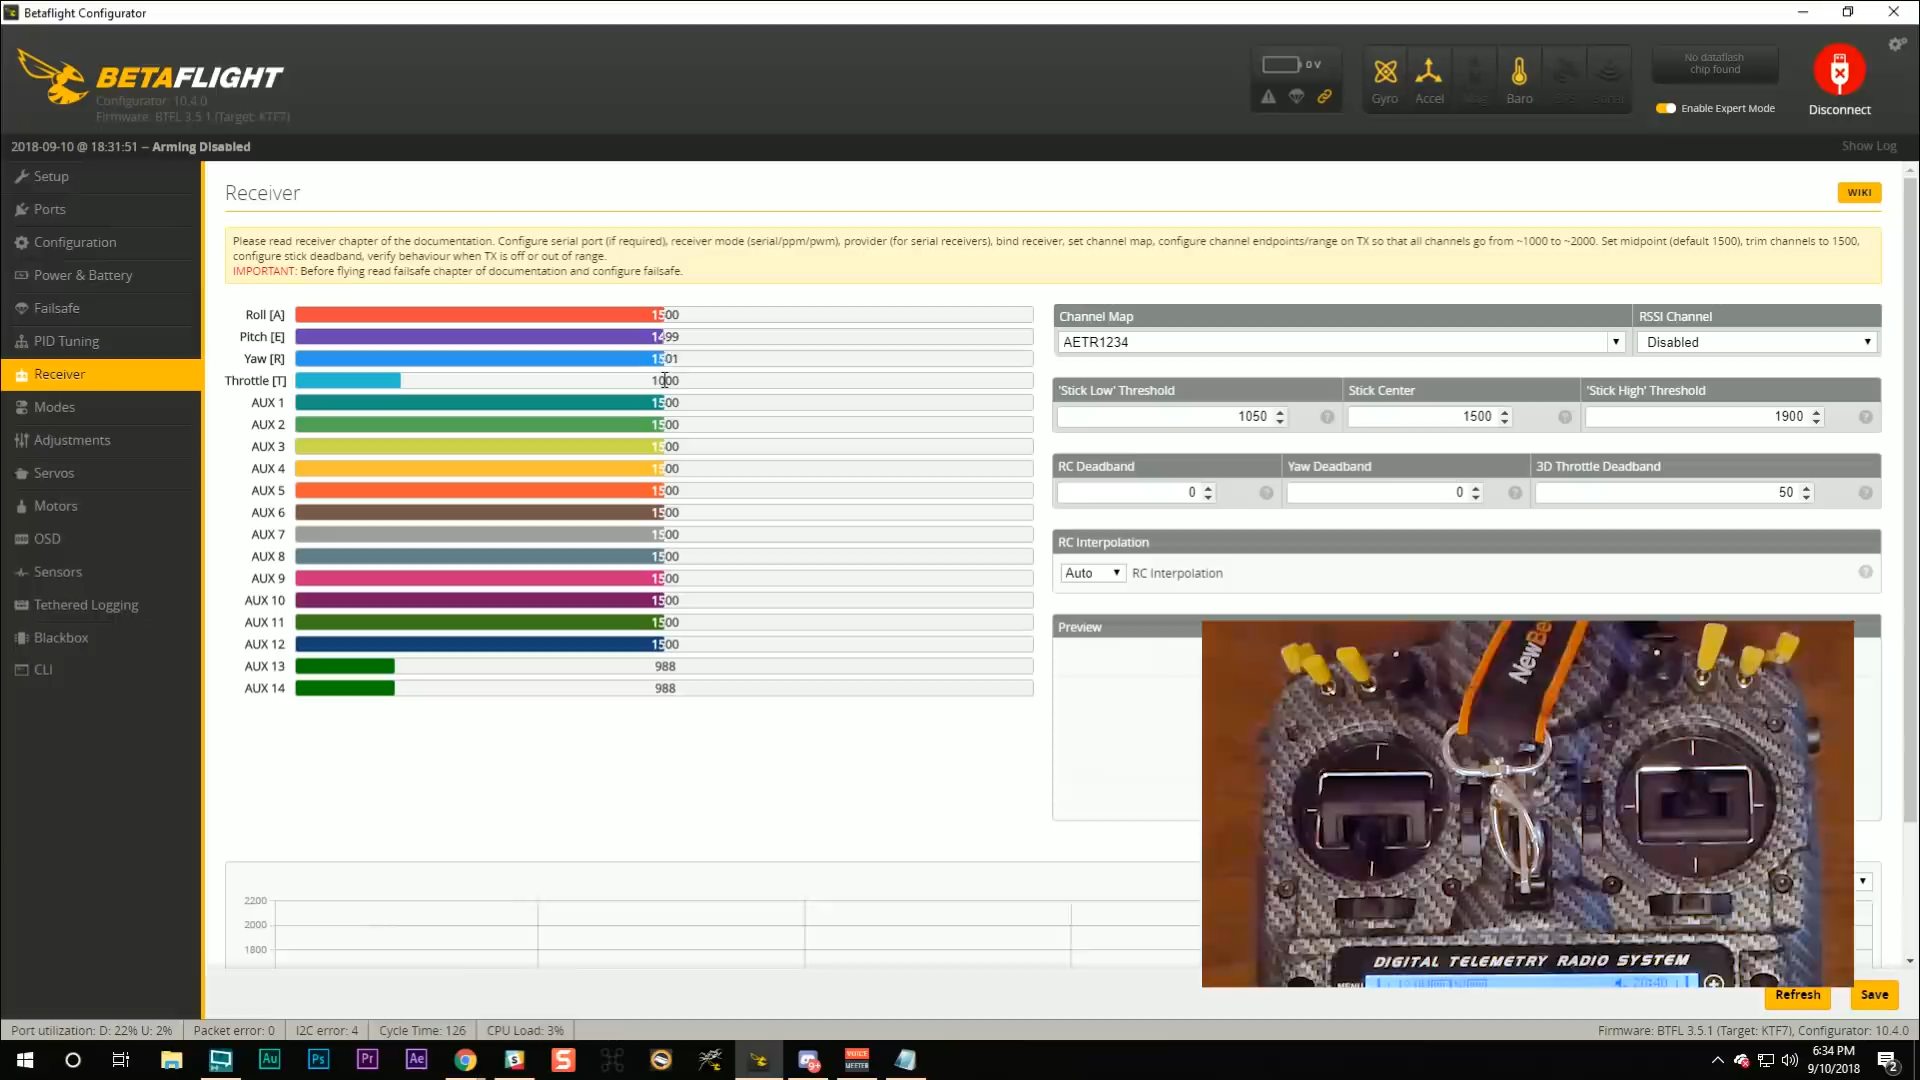 Betaflight Configurator
BETAFLIGHT
Configurator: 10.4.0
Firmware: BTFL 3.5.1 (Target: KTF7)
0 V
Gyro
Accel
Baro
No dataflash
chip found
Enable Expert Mode
Disconnect
2018-09-10 @ 18:31:51 -- Arming Disabled
Show Log
Setup
Ports
Configuration
Power & Battery
Failsafe
PID Tuning
Receiver
Modes
Adjustments
Servos
Motors
OSD
Sensors
Tethered Logging
Blackbox
CLI
Receiver
WIKI
Please read receiver chapter of the documentation. Configure serial port (if required), receiver mode (serial/ppm/pwm), provider (for serial receivers), bind receiver, set channel map, configure channel endpoints/range on TX so that all channels go from ~1000 to ~2000. Set midpoint (default 1500), trim channels to 1500,
configure stick deadband, verify behaviour when TX is off or out of range.
IMPORTANT: Before flying read failsafe chapter of documentation and configure failsafe.
Roll [A] 1500
Pitch [E] 1499
Yaw [R] 1501
Throttle [T] 1000
AUX 1 1500
AUX 2 1500
AUX 3 1500
AUX 4 1500
AUX 5 1500
AUX 6 1500
AUX 7 1500
AUX 8 1500
AUX 9 1500
AUX 10 1500
AUX 11 1500
AUX 12 1500
AUX 13 988
AUX 14 988
Channel Map
RSSI Channel
AETR1234
Disabled
'Stick Low' Threshold
Stick Center
'Stick High' Threshold
1050
1500
1900
RC Deadband
Yaw Deadband
3D Throttle Deadband
0
0
50
RC Interpolation
Auto RC Interpolation
Preview
NewBe
DIGITAL TELEMETRY RADIO SYSTEM
2200
2000
1800
Refresh
Save
Port utilization: D: 22% U: 2%
Packet error: 0
I2C error: 4
Cycle Time: 126
CPU Load: 3%
Firmware: BTFL 3.5.1 (Target: KTF7), Configurator: 10.4.0
Au
Ps
Pr
Ae
S
VOICE
MEETER
6:34 PM
9/10/2018
2